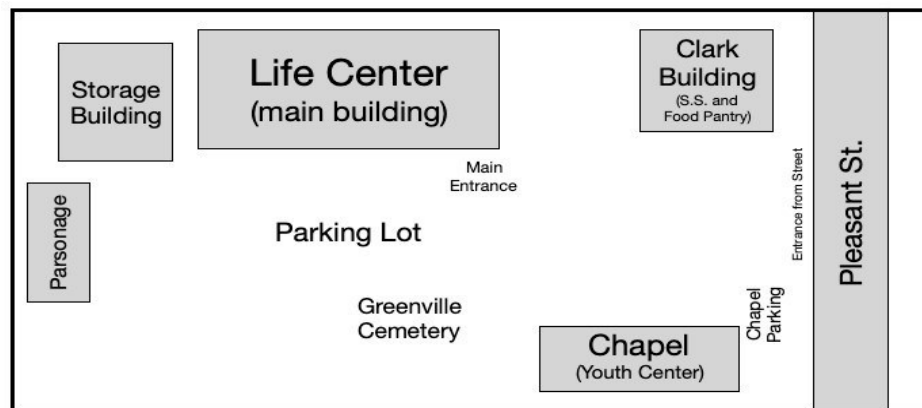 Storage
Building
Life Center
(main building)
Clark
Building
(S.S. and
Food Pantry)
Main
Entrance
Entrance from Street
Pleasant St.
Parsonage
Parking Lot
Greenville
Cemetery
Chapel
Parking
Chapel
(Youth Center)